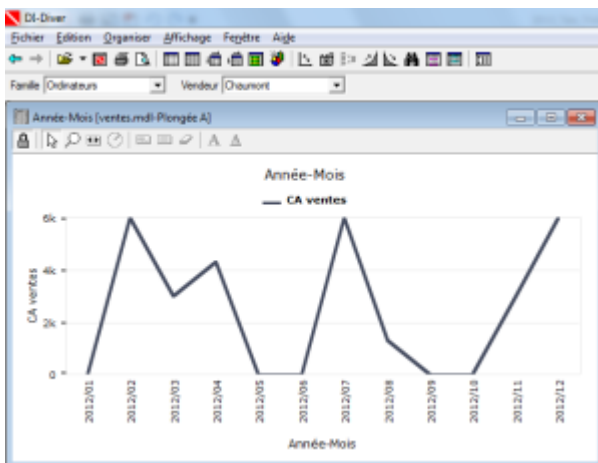 DI-Diver
Fichier Edition Organiser Affichage Fenêtre Aide
Famille Ordinateurs Vendeur Chaumont
Année-Mois [ventes.mdl-Plongée A]
A A
Année-Mois
CA ventes
6k
4k
2k
0
CA ventes
2012/01 2012/02 2012/03 2012/04 2012/05 2012/06 2012/07 2012/08 2012/09 2012/10 2012/11 2012/12
Année-Mois